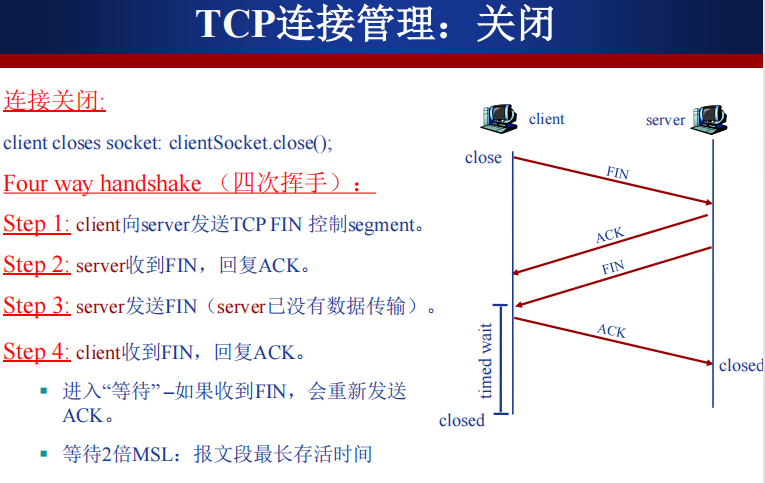 TCP连接管理：关闭
连接关闭:
client closes socket: clientSocket.close();
Four way handshake （四次挥手）：
Step 1: client向server发送TCP FIN 控制segment。
Step 2: server收到FIN，回复ACK。
Step 3: server发送FIN（server已没有数据传输）。
Step 4: client收到FIN，回复ACK。
进入“等待” –如果收到FIN，会重新发送
ACK。
等待2倍MSL：报文段最长存活时间
client
server
close
FIN
ACK
FIN
ACK
timed wait
closed
closed